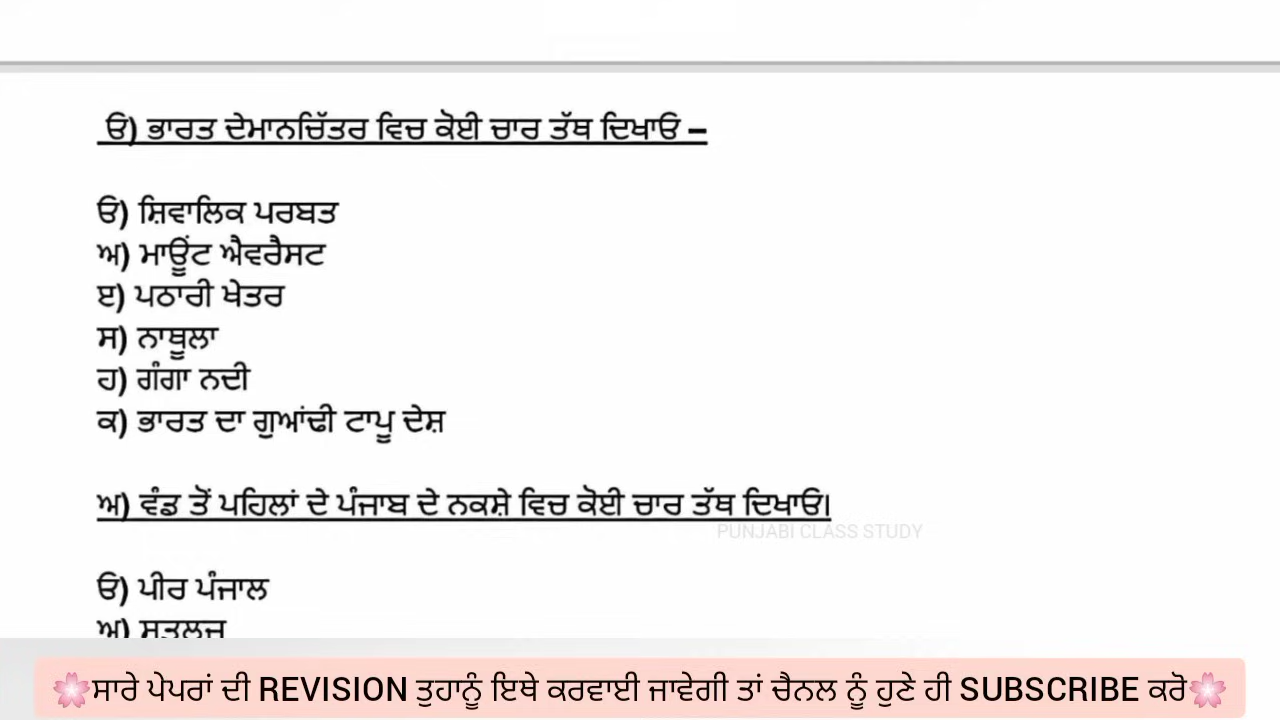 ੳ) ਭਾਰਤ ਦੇਮਾਨਚਿੱਤਰ ਵਿਚ ਕੋਈ ਚਾਰ ਤੱਥ ਦਿਖਾਓ –
ੳ) ਸ਼ਿਵਾਲਿਕ ਪਰਬਤ
ਅ) ਮਾਊਂਟ ਐਵਰੈਸਟ
ੲ) ਪਠਾਰੀ ਖੇਤਰ
ਸ) ਨਾਥੂਲਾ
ਹ) ਗੰਗਾ ਨਦੀ
ਕ) ਭਾਰਤ ਦਾ ਗੁਆਂਢੀ ਟਾਪੂ ਦੇਸ਼
ਅ) ਵੰਡ ਤੋਂ ਪਹਿਲਾਂ ਦੇ ਪੰਜਾਬ ਦੇ ਨਕਸ਼ੇ ਵਿਚ ਕੋਈ ਚਾਰ ਤੱਥ ਦਿਖਾਓ।
PUNJABI CLASS STUDY
ੳ) ਪੀਰ ਪੰਜਾਲ
ਅ) ਸਤਲੁਜ
🌸ਸਾਰੇ ਪੇਪਰਾਂ ਦੀ REVISION ਤੁਹਾਨੂੰ ਇਥੇ ਕਰਵਾਈ ਜਾਵੇਗੀ ਤਾਂ ਚੈਨਲ ਨੂੰ ਹੁਣੇ ਹੀ SUBSCRIBE ਕਰੋ🌸